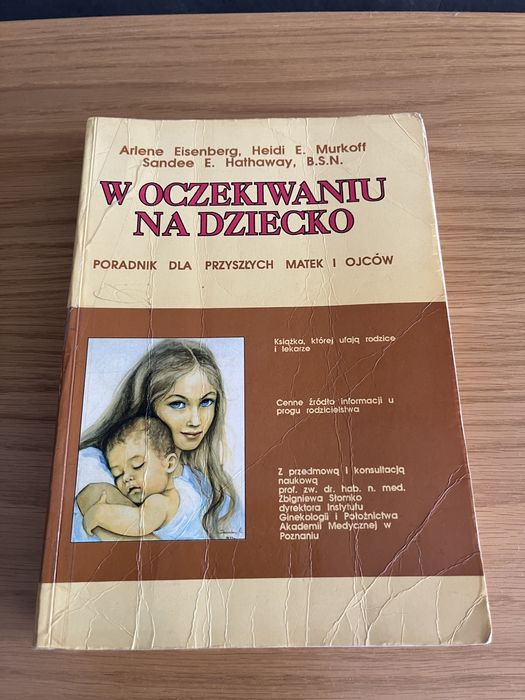 Arlene Eisenberg, Heidi E. Murkoff
Sandee E. Hathaway, B.S.N.
W OCZEKIWANIU
NA DZIECKO
PORADNIK DLA PRZYSZŁYCH MATEK I OJCÓW
Książka, której ufają rodzice
i lekarze
Cenne źródło informacji u
progu rodzicielstwa
Z przedmową i konsultacją
naukową
prof. zw. dr. hab. n. med.
Zbigniewa Słomko
dyrektora Instytutu
Ginekologii i Położnictwa
Akademii Medycznej w
Poznaniu